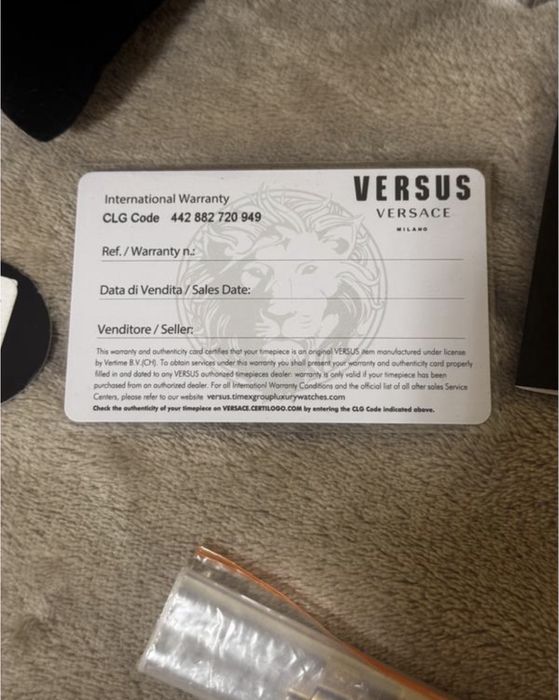 VERSUS
VERSACE
MILANO
International Warranty
CLG Code 442 882 720 949
Ref. / Warranty n.:
Data di Vendita / Sales Date:
Venditore / Seller:
This warranty and authenticity card certifies that your timepiece is an original VERSUS item manufactured under license
by Vertime B.V.(CH). To obtain services under this warranty you shall present your warranty and authenticity card properly
filled in and dated to any VERSUS authorized timepieces dealer. warranty is only valid if your timepiece has been
purchased from an authorized dealer. For all Internationl Warranty Conditions and the official list of all after sales Service
Centers, please refer to our website versus.timexgroupluxurywatches.com
Check the authenticity of your timepiece on VERSACE.CERTILOGO.COM by entering the CLG Code indicated above.